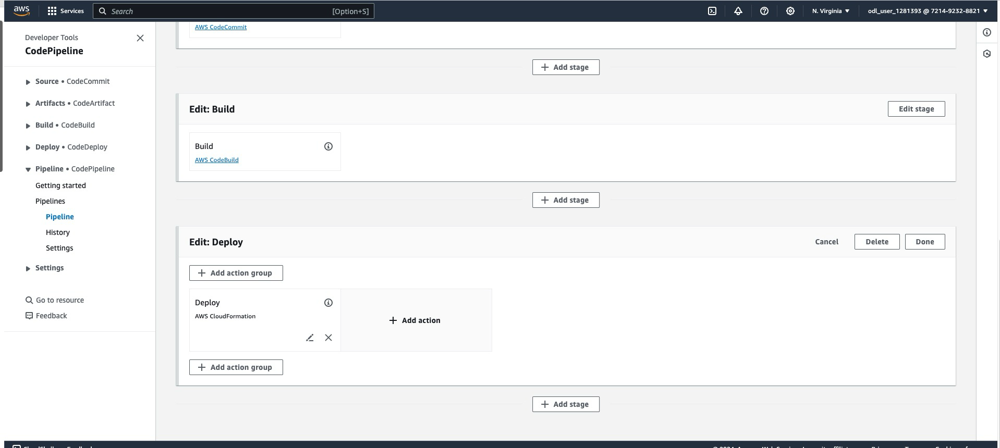 aws Services Search [Option+S] N. Virginia odl_user_1281393 @ 7214-9232-8821
Developer Tools
CodePipeline
Source • CodeCommit
Artifacts • CodeArtifact
Build • CodeBuild
Deploy • CodeDeploy
Pipeline • CodePipeline
Getting started
Pipelines
Pipeline
History
Settings
Settings
Go to resource
Feedback
AWS CodeCommit
Add stage
Edit: Build Edit stage
Build
AWS CodeBuild
Add stage
Edit: Deploy Cancel Delete Done
Add action group
Deploy
AWS CloudFormation
Add action
Add action group
Add stage